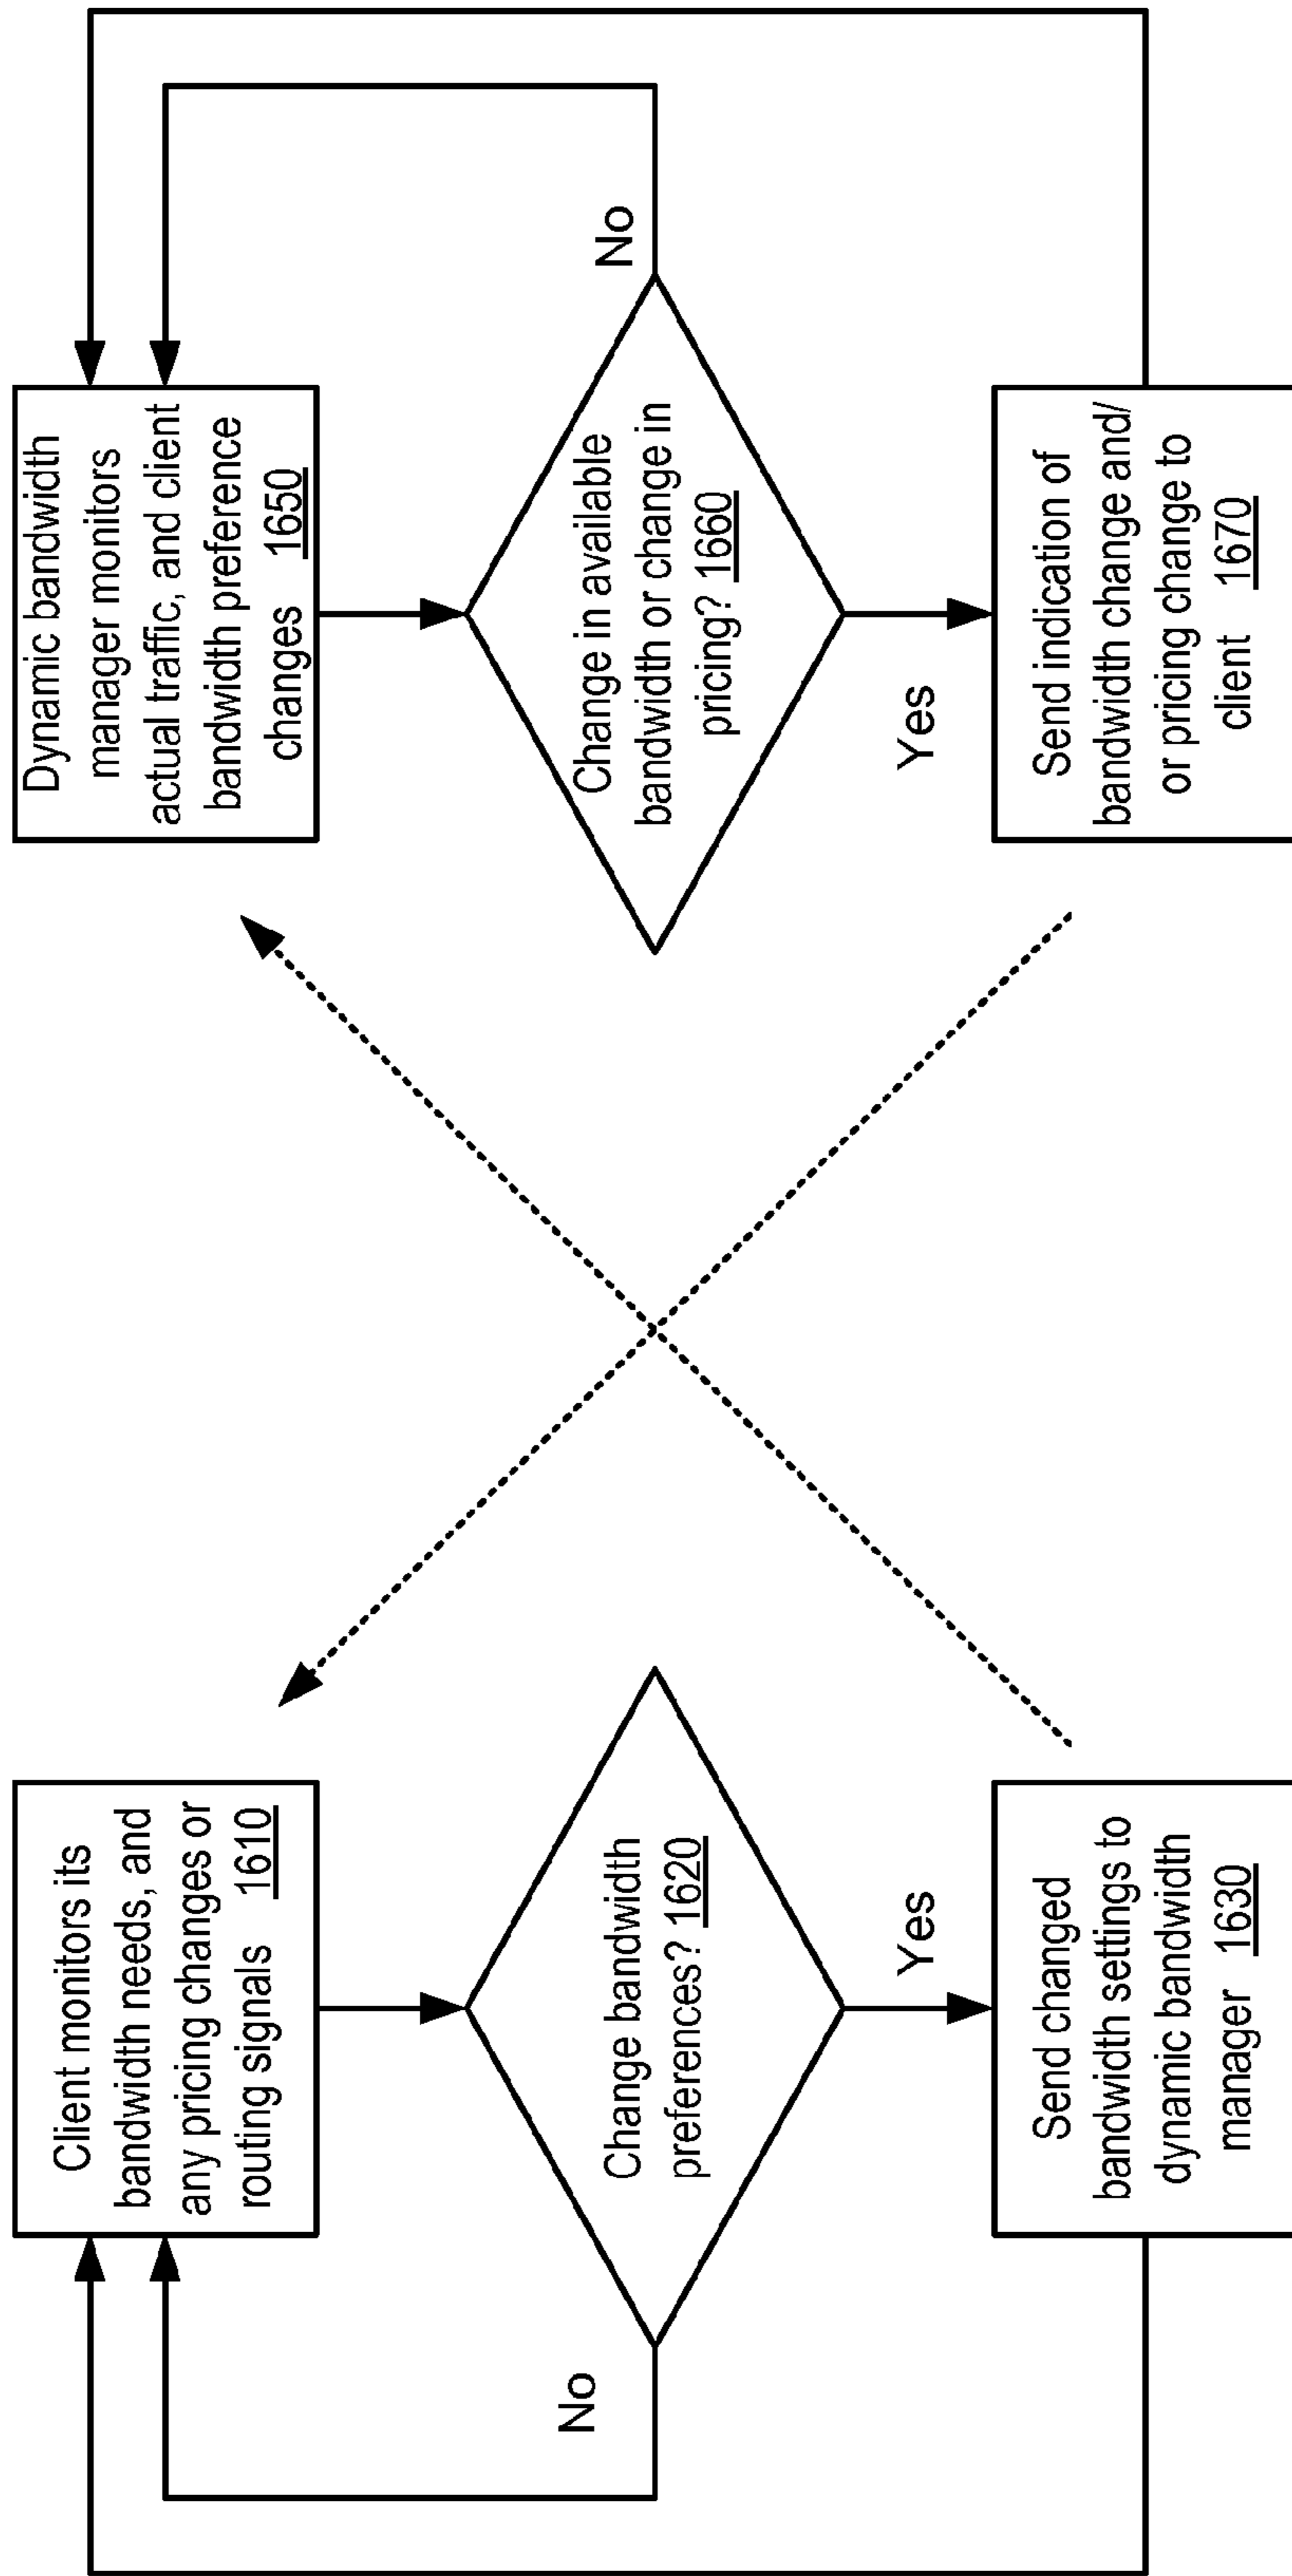 Client monitors its
bandwidth needs, and
any pricing changes or
routing signals 1610
Change bandwidth
preferences? 1620
No
Yes
Send changed
bandwidth settings to
dynamic bandwidth
manager 1630
Dynamic bandwidth
manager monitors
actual traffic, and client
bandwidth preference
changes 1650
Change in available
bandwidth or change in
pricing? 1660
No
Yes
Send indication of
bandwidth change and/
or pricing change to
client 1670